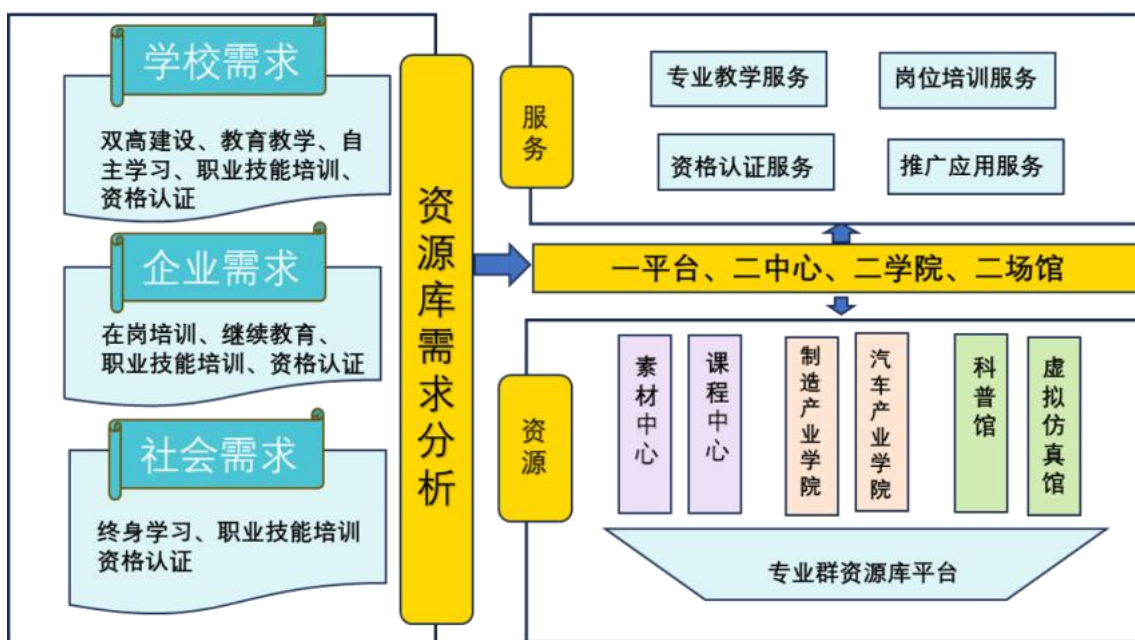 学校需求
双高建设、教育教学、自
主学习、职业技能培训、
资格认证
企业需求
在岗培训、继续教育、
职业技能培训、资格认证
社会需求
终身学习、职业技能培训
资格认证
资源库需求分析
服务
专业教学服务
岗位培训服务
资格认证服务
推广应用服务
一平台、二中心、二学院、二场馆
资源
素材中心
课程中心
制造产业学院
汽车产业学院
科普馆
虚拟仿真馆
专业群资源库平台